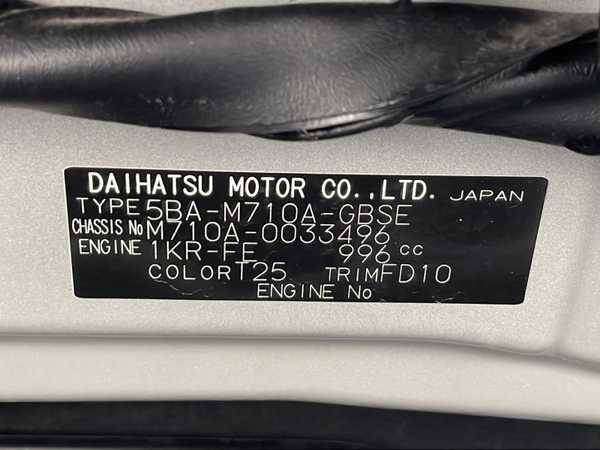 DAIHATSU MOTOR CO.,LTD. JAPAN
TYPE 5BA-M710A-GBSE
CHASSIS No M710A-0033496
ENGINE 1KR-FE 996 cc
COLOR T25 TRIM FD10
ENGINE No